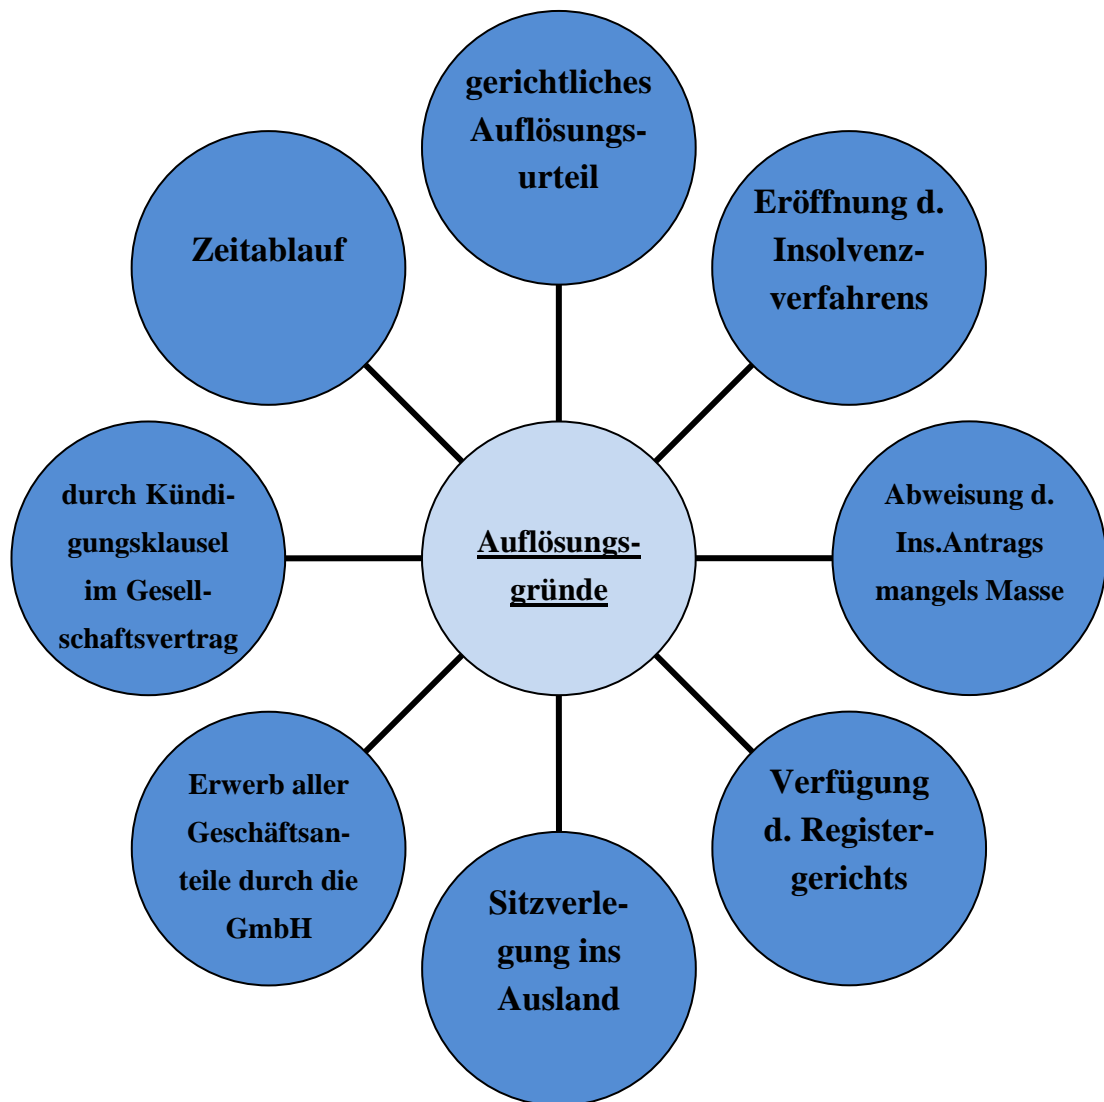 gerichtliches
Auflösungs-
urteil
Eröffnung d.
Insolvenz-
verfahrens
Abweisung d.
Ins.Antrags
mangels Masse
Verfügung
d. Register-
gerichts
Sitzverle-
gung ins
Ausland
Erwerb aller
Geschäftsan-
teile durch die
GmbH
durch Kündi-
gungsklausel
im Gesell-
schaftsvertrag
Zeitablauf
Auflösungs-
gründe